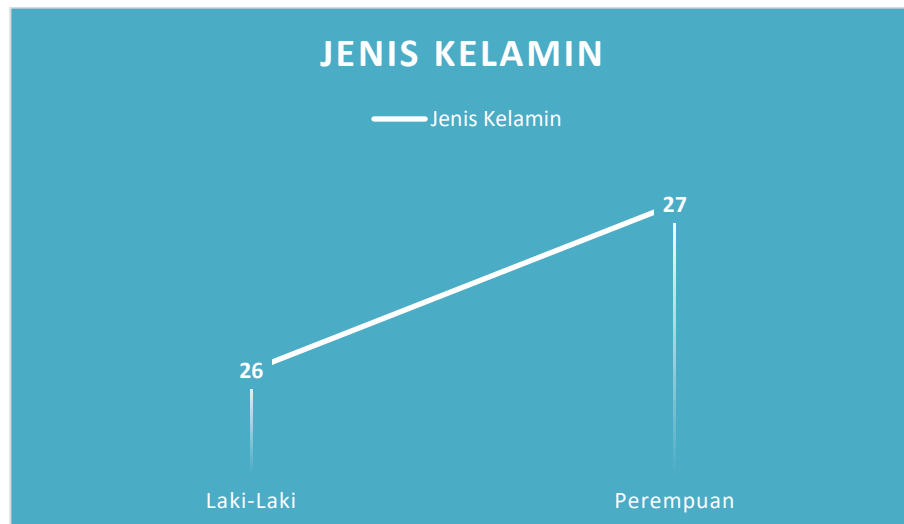 JENIS KELAMIN
Jenis Kelamin
27
26
Laki-Laki Perempuan